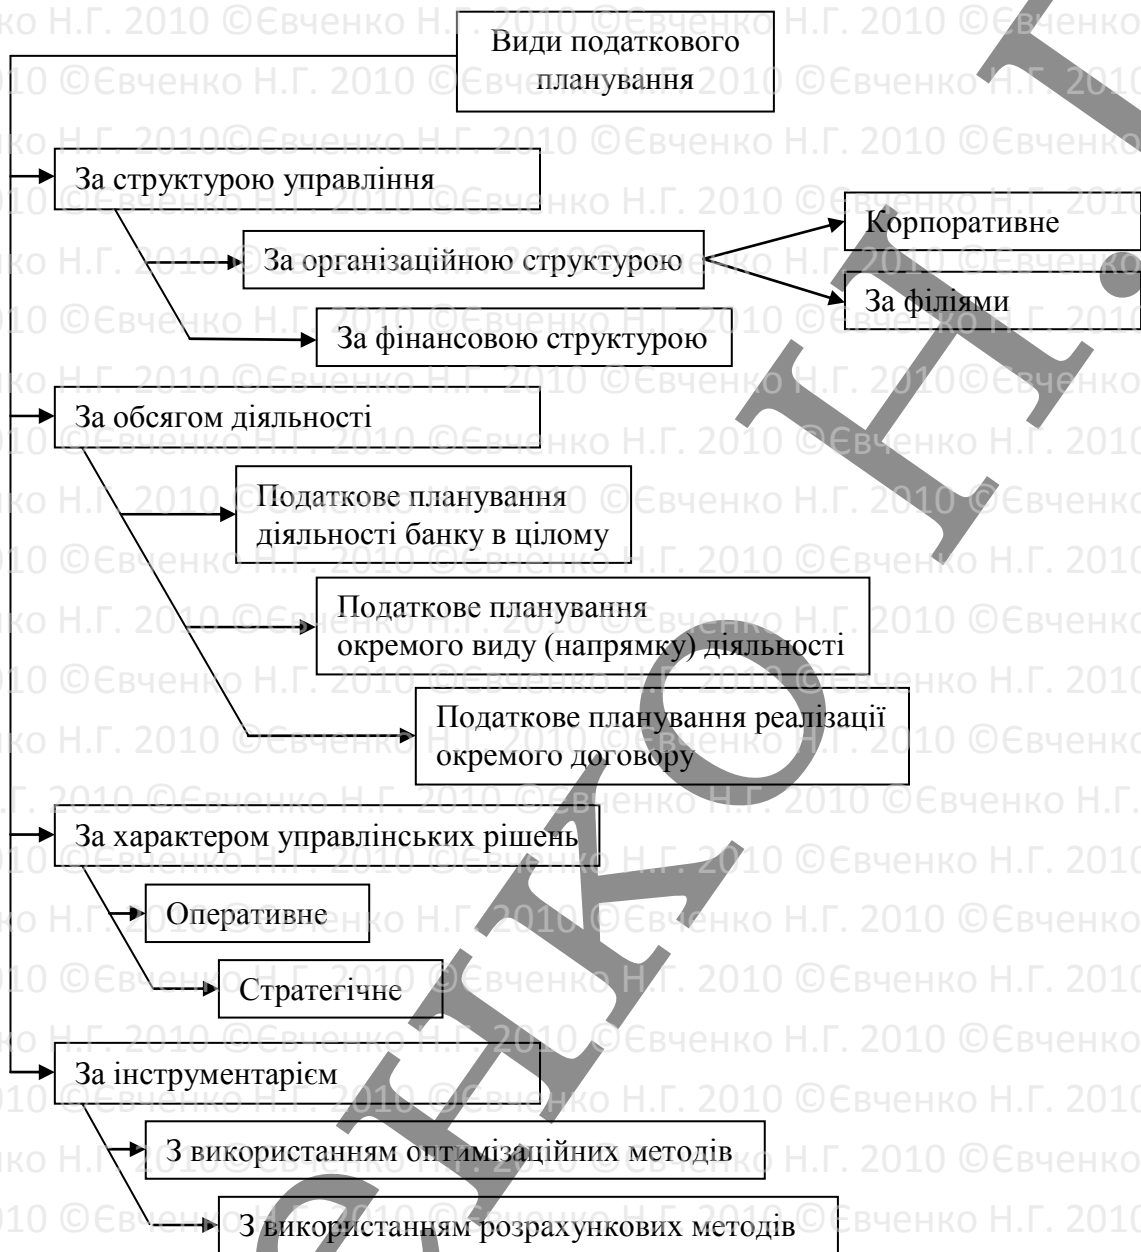 Види податкового
планування
За структурою управління
Корпоративне
За організаційною структурою
За філіями
За фінансовою структурою
За обсягом діяльності
Податкове планування
діяльності банку в цілому
Податкове планування
окремого виду (напрямку) діяльності
Податкове планування реалізації
окремого договору
За характером управлінських рішень
Оперативне
Стратегічне
За інструментарієм
З використанням оптимізаційних методів
З використанням розрахункових методів
©Євченко Н.Г. 2010